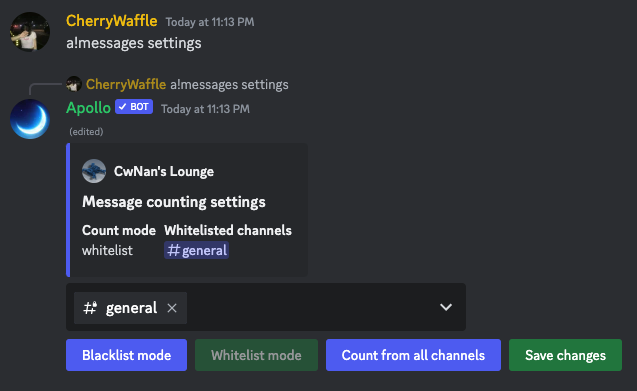 CherryWaffle Today at 11:13 PM
a!messages settings
CherryWaffle a!messages settings
Apollo ✓ BOT Today at 11:13 PM
(edited)
CwNan's Lounge
Message counting settings
Count mode Whitelisted channels
whitelist #general
# general ×
Blacklist mode Whitelist mode Count from all channels Save changes